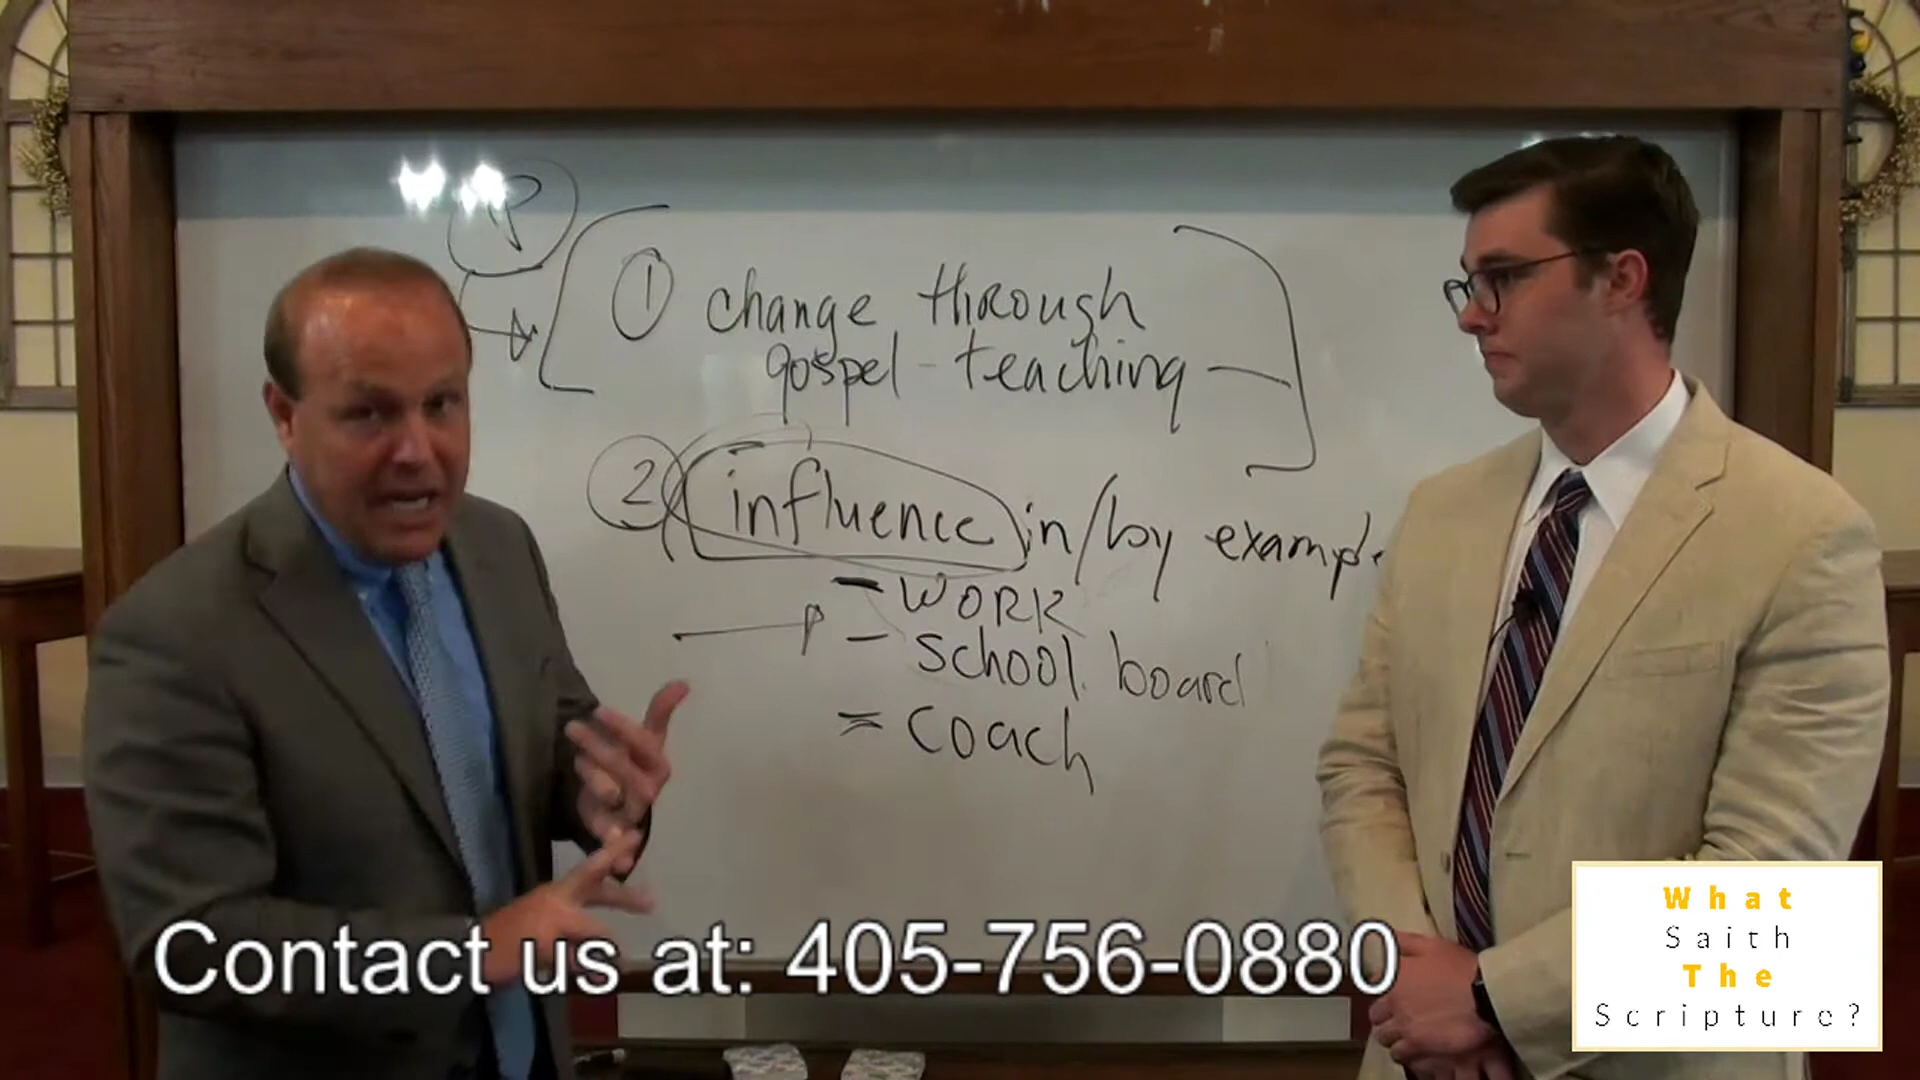 P
① change through
gospel-teaching
② influence in/by example
- WORK
- School board
= Coach
Contact us at: 405-756-0880
What
Saith
The
Scripture?